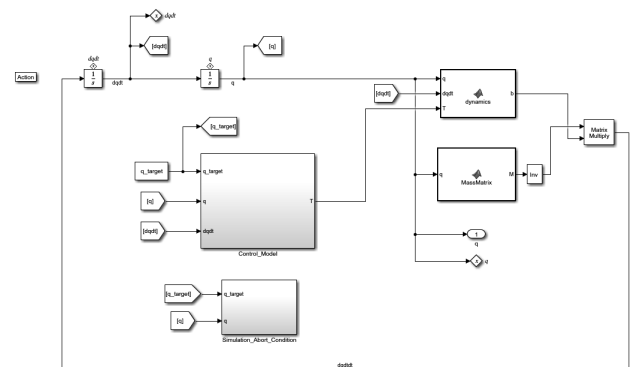 dqdt
[dqdt]
dqdt
1
s
dqdt
q
1
s
q
[q]
Action
[dqdt]
q
dqdt
T
dynamics
b
Matrix
Multiply
[q_target]
q_target
[q]
[dqdt]
q_target
q
dqdt
T
Control_Model
q
MassMatrix
M
Inv
1
q
x
q
[q_target]
[q]
q_target
q
Simulation_Abort_Condition
dqdtdt